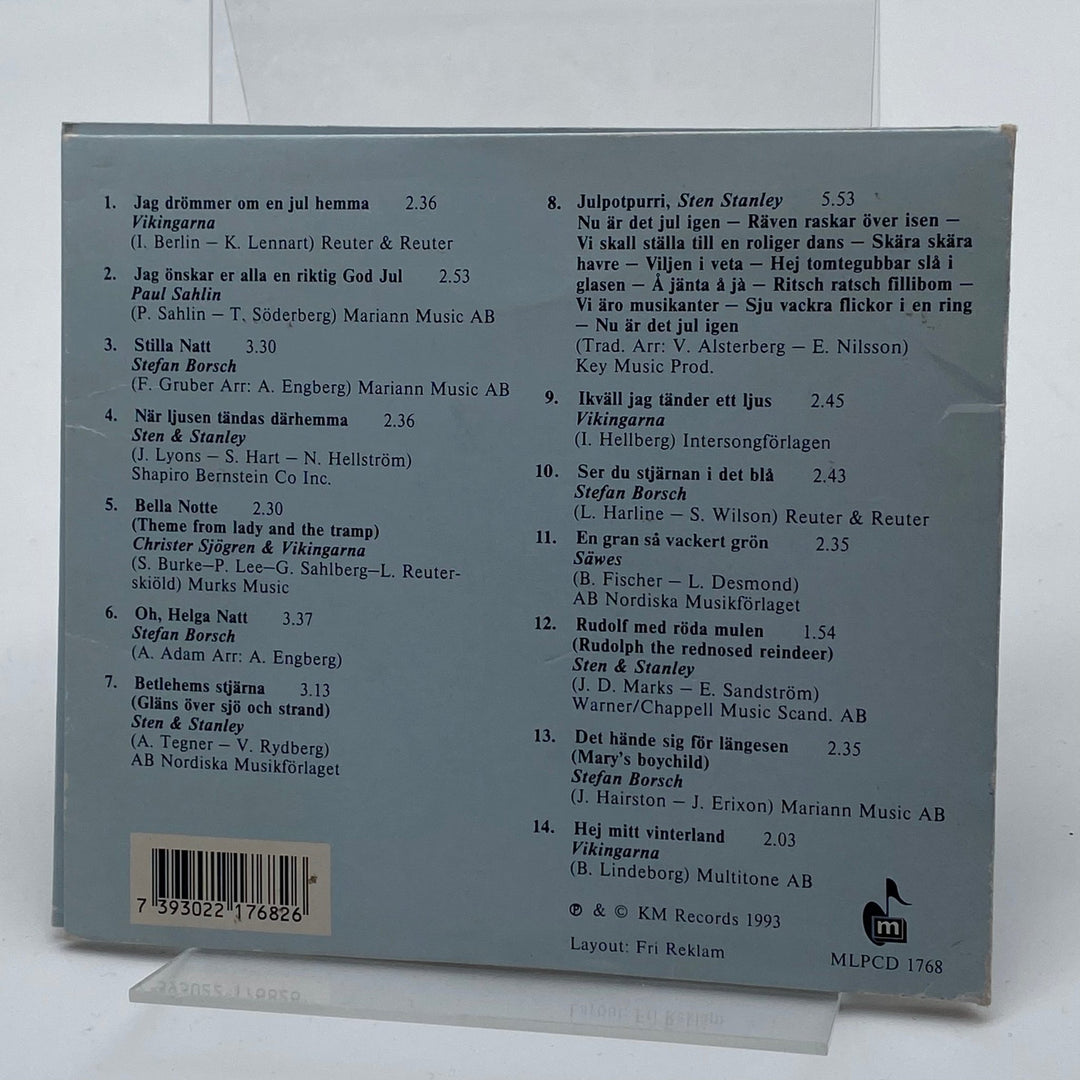 1. Jag drömmer om en jul hemma 2.36
Vikingarna
(I. Berlin — K. Lennart) Reuter & Reuter
2. Jag önskar er alla en riktig God Jul 2.53
Paul Sahlin
(P. Sahlin — T. Söderberg) Mariann Music AB
3. Stilla Natt 3.30
Stefan Borsch
(F. Gruber Arr: A. Engberg) Mariann Music AB
4. När ljusen tändas därhemma 2.36
Sten & Stanley
(J. Lyons — S. Hart — N. Hellström)
Shapiro Bernstein Co Inc.
5. Bella Notte 2.30
(Theme from lady and the tramp)
Christer Sjögren & Vikingarna
(S. Burke—P. Lee—G. Sahlberg—L. Reuter-
skiöld) Murks Music
6. Oh, Helga Natt 3.37
Stefan Borsch
(A. Adam Arr: A. Engberg)
7. Betlehems stjärna 3.13
(Gläns över sjö och strand)
Sten & Stanley
(A. Tegner — V. Rydberg)
AB Nordiska Musikförlaget
7 393022 176826
8. Julpotpurri, Sten Stanley 5.53
Nu är det jul igen — Räven raskar över isen —
Vi skall ställa till en roliger dans — Skära skära
havre — Viljen i veta — Hej tomtegubbar slå i
glasen — Å jänta å jà — Ritsch ratsch fillibom —
Vi äro musikanter — Sju vackra flickor i en ring
— Nu är det jul igen
(Trad. Arr: V. Alsterberg — E. Nilsson)
Key Music Prod.
9. Ikväll jag tänder ett ljus 2.45
Vikingarna
(I. Hellberg) Intersongförlagen
10. Ser du stjärnan i det blå 2.43
Stefan Borsch
(L. Harline — S. Wilson) Reuter & Reuter
11. En gran så vackert grön 2.35
Säwes
(B. Fischer — L. Desmond)
AB Nordiska Musikförlaget
12. Rudolf med röda mulen 1.54
(Rudolph the rednosed reindeer)
Sten & Stanley
(J. D. Marks — E. Sandström)
Warner/Chappell Music Scand. AB
13. Det hände sig för längesen 2.35
(Mary's boychild)
Stefan Borsch
(J. Hairston — J. Erixon) Mariann Music AB
14. Hej mitt vinterland 2.03
Vikingarna
(B. Lindeborg) Multitone AB
℗ & © KM Records 1993
Layout: Fri Reklam
m
MLPCD 1768